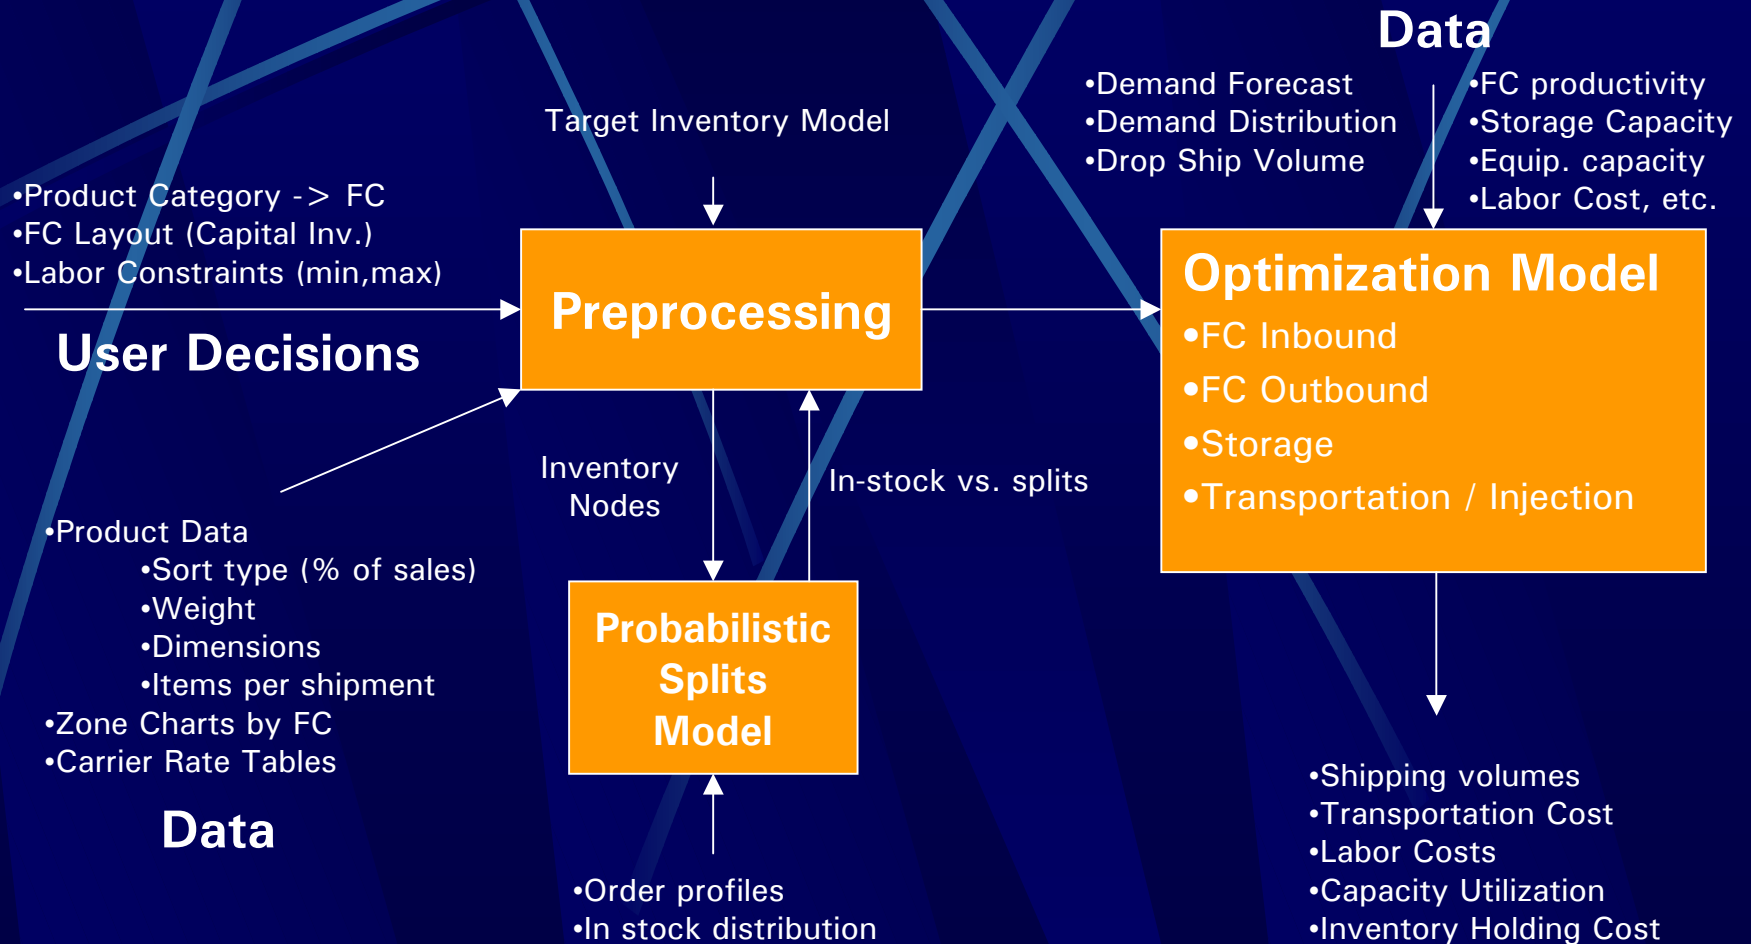 Data
•Demand Forecast
•Demand Distribution
•Drop Ship Volume
•FC productivity
•Storage Capacity
•Equip. capacity
•Labor Cost, etc.
Target Inventory Model
•Product Category -> FC
•FC Layout (Capital Inv.)
•Labor Constraints (min,max)
User Decisions
Preprocessing
Optimization Model
•FC Inbound
•FC Outbound
•Storage
•Transportation / Injection
Inventory
Nodes
In-stock vs. splits
•Product Data
•Sort type (% of sales)
•Weight
•Dimensions
•Items per shipment
•Zone Charts by FC
•Carrier Rate Tables
Data
Probabilistic
Splits
Model
•Order profiles
•In stock distribution
•Shipping volumes
•Transportation Cost
•Labor Costs
•Capacity Utilization
•Inventory Holding Cost